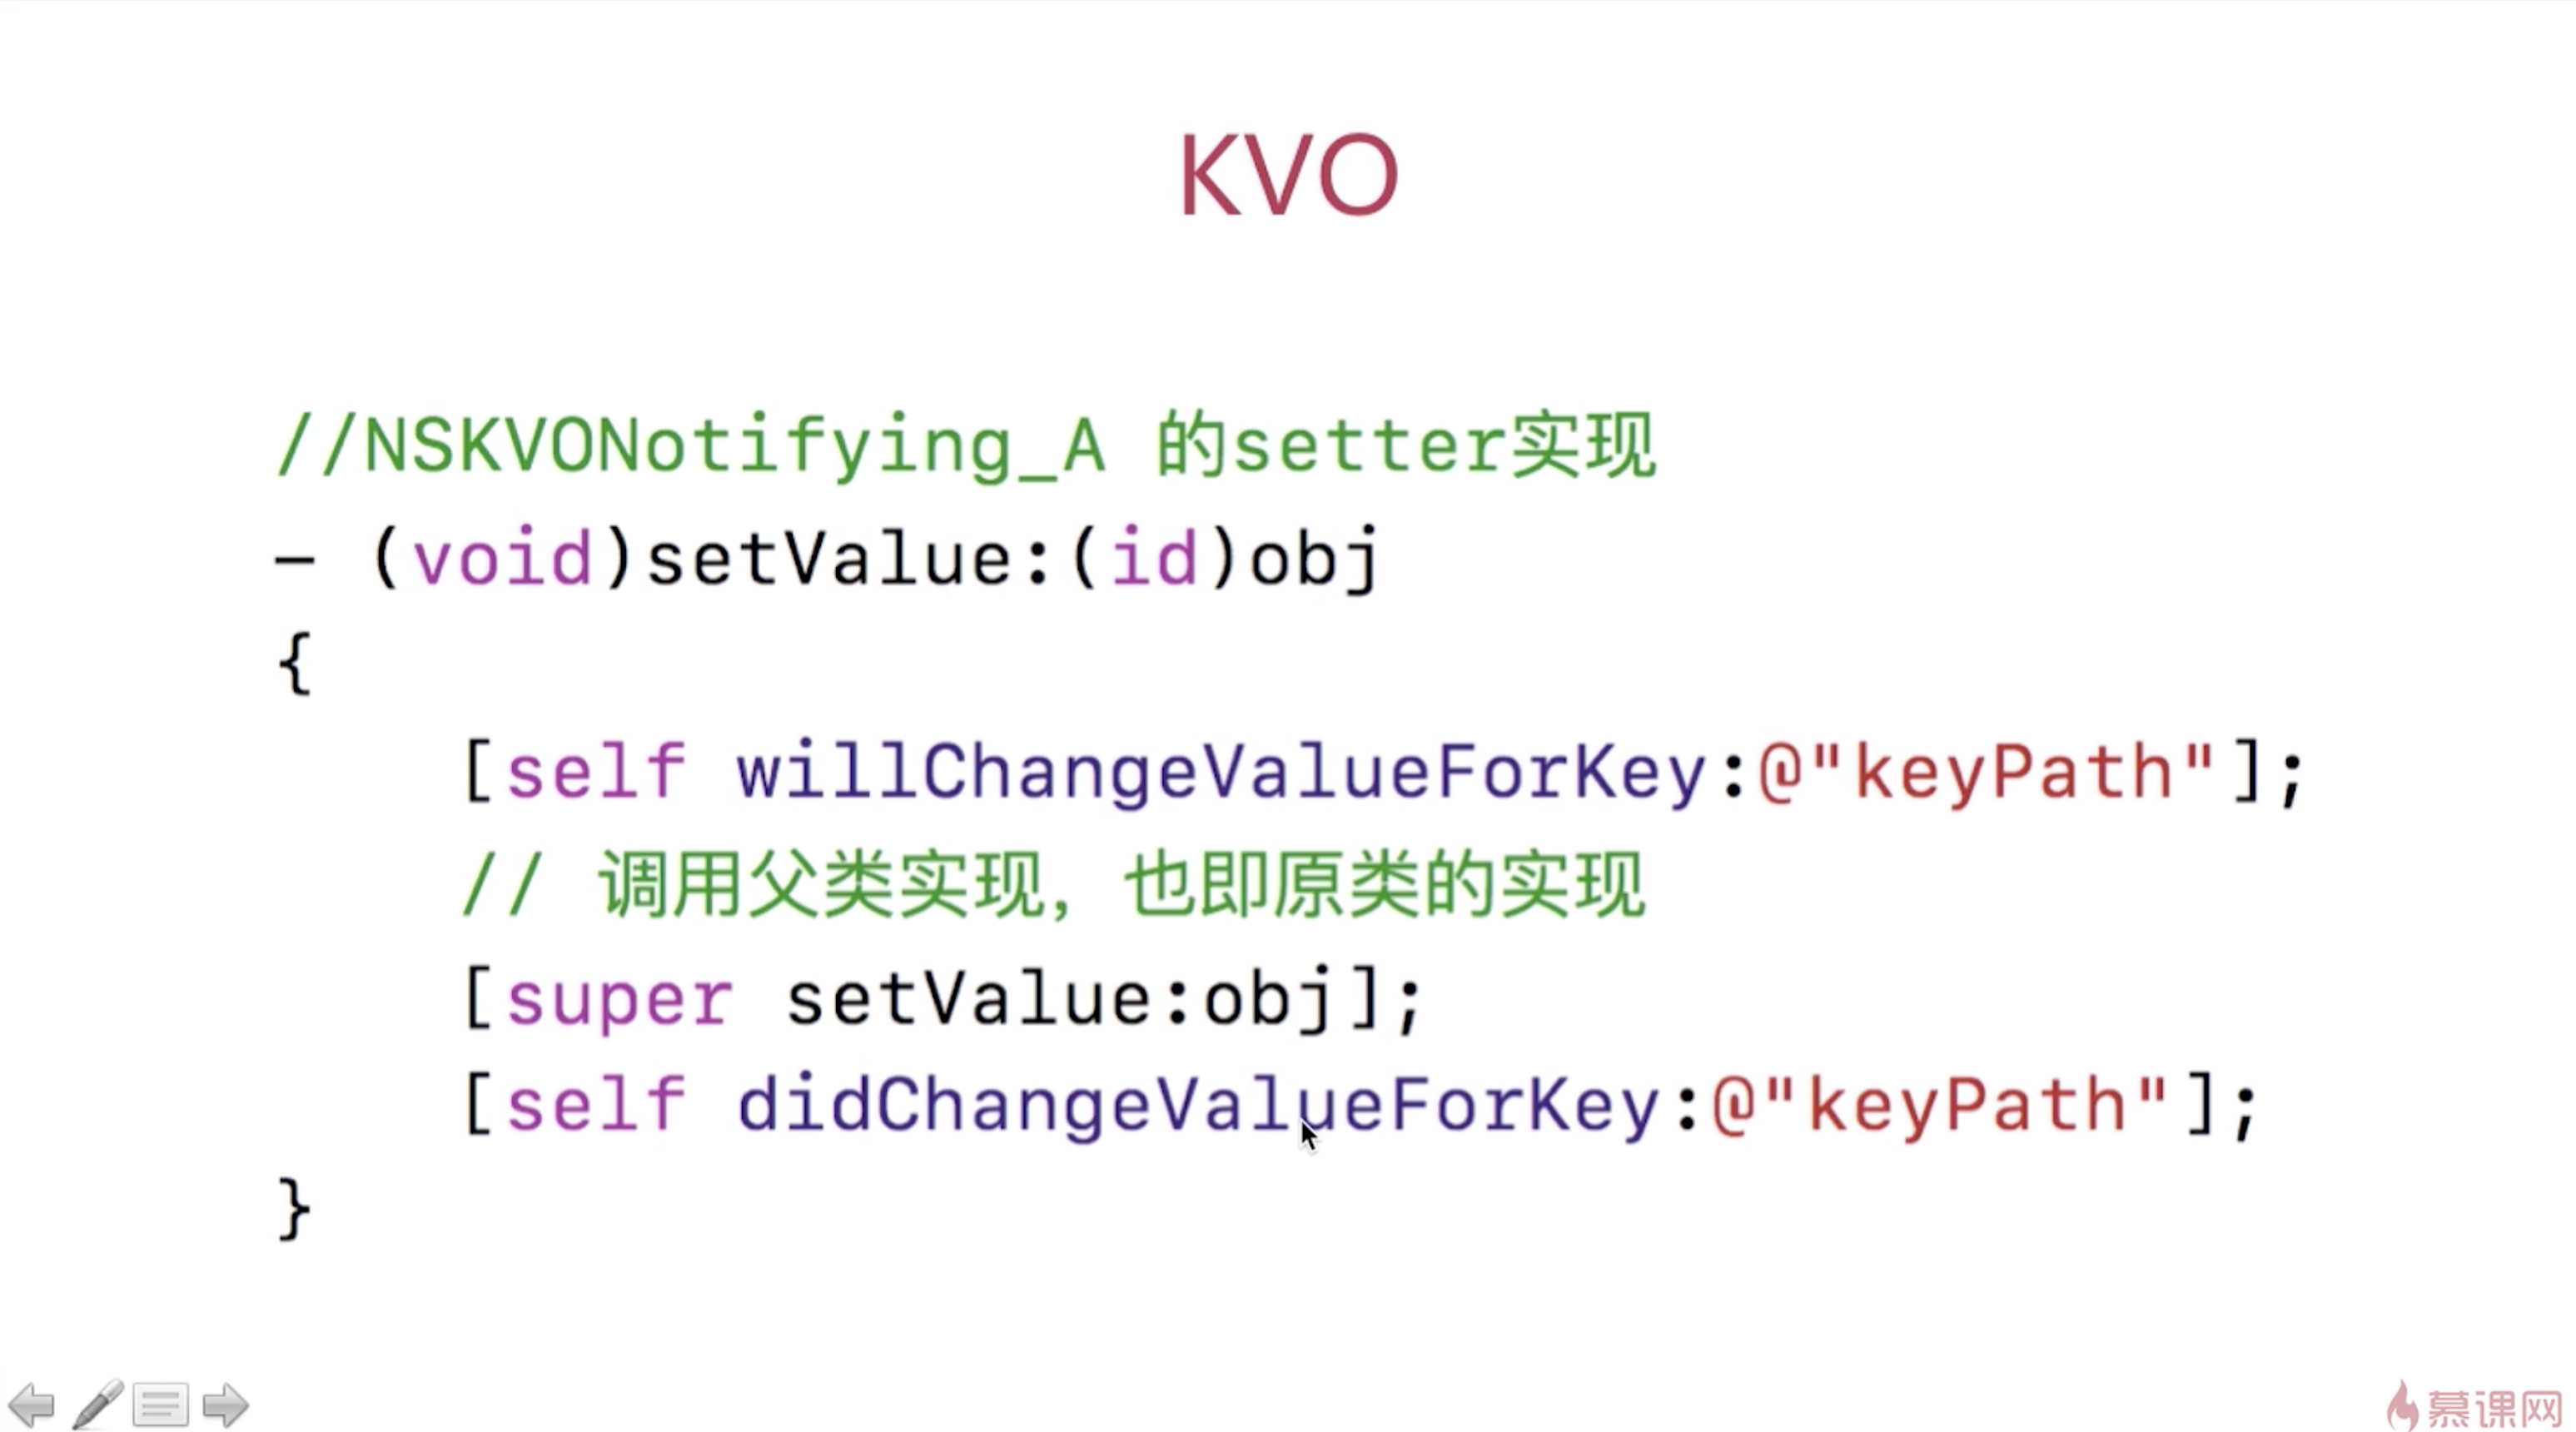 KVO
//NSKVONotifying_A 的setter实现
- (void)setValue:(id)obj
{
[self willChangeValueForKey:@"keyPath"];
// 调用父类实现，也即原类的实现
[super setValue:obj];
[self didChangeValueForKey:@"keyPath"];
}
慕课网